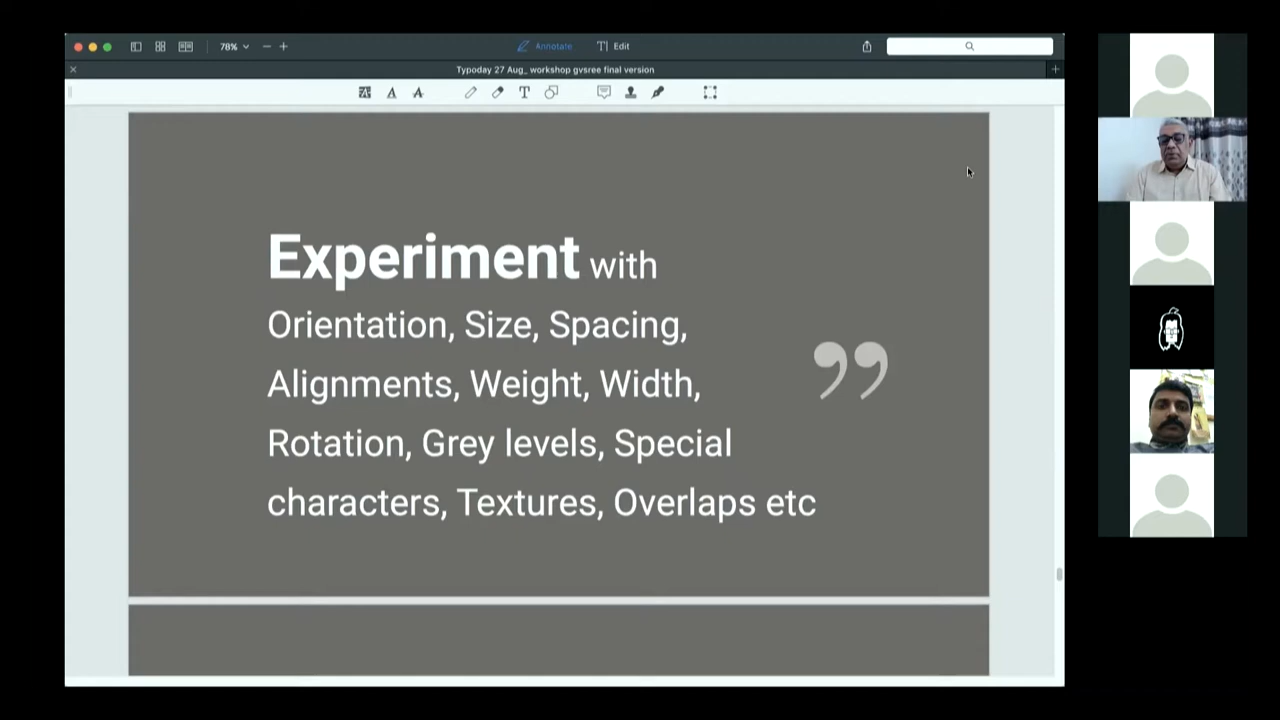 78%
Annotate
Edit
Typoday 27 Aug_ workshop gvsree final version
Experiment with
Orientation, Size, Spacing,
Alignments, Weight, Width,
Rotation, Grey levels, Special
characters, Textures, Overlaps etc
”